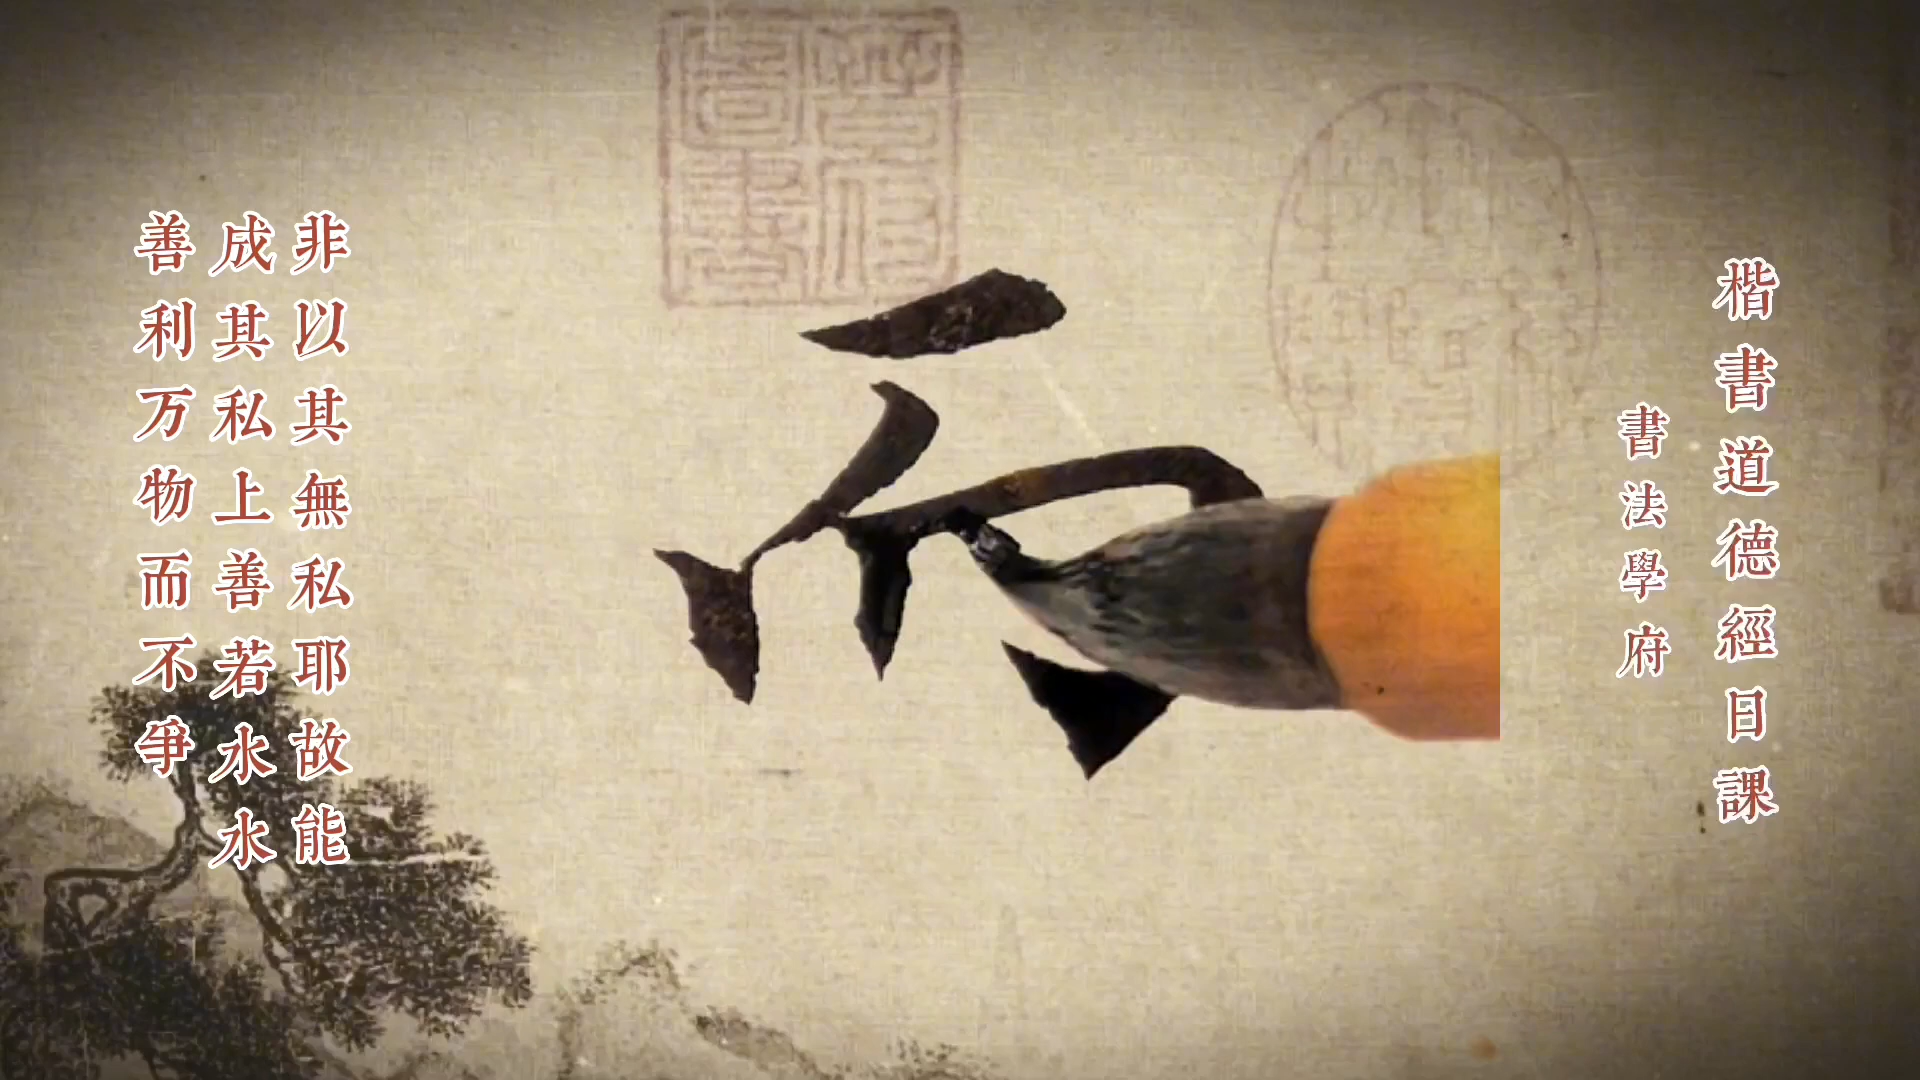 楷書道德經日課
書法學府
非以其無私耶故能
成其私上善若水水
善利万物而不爭